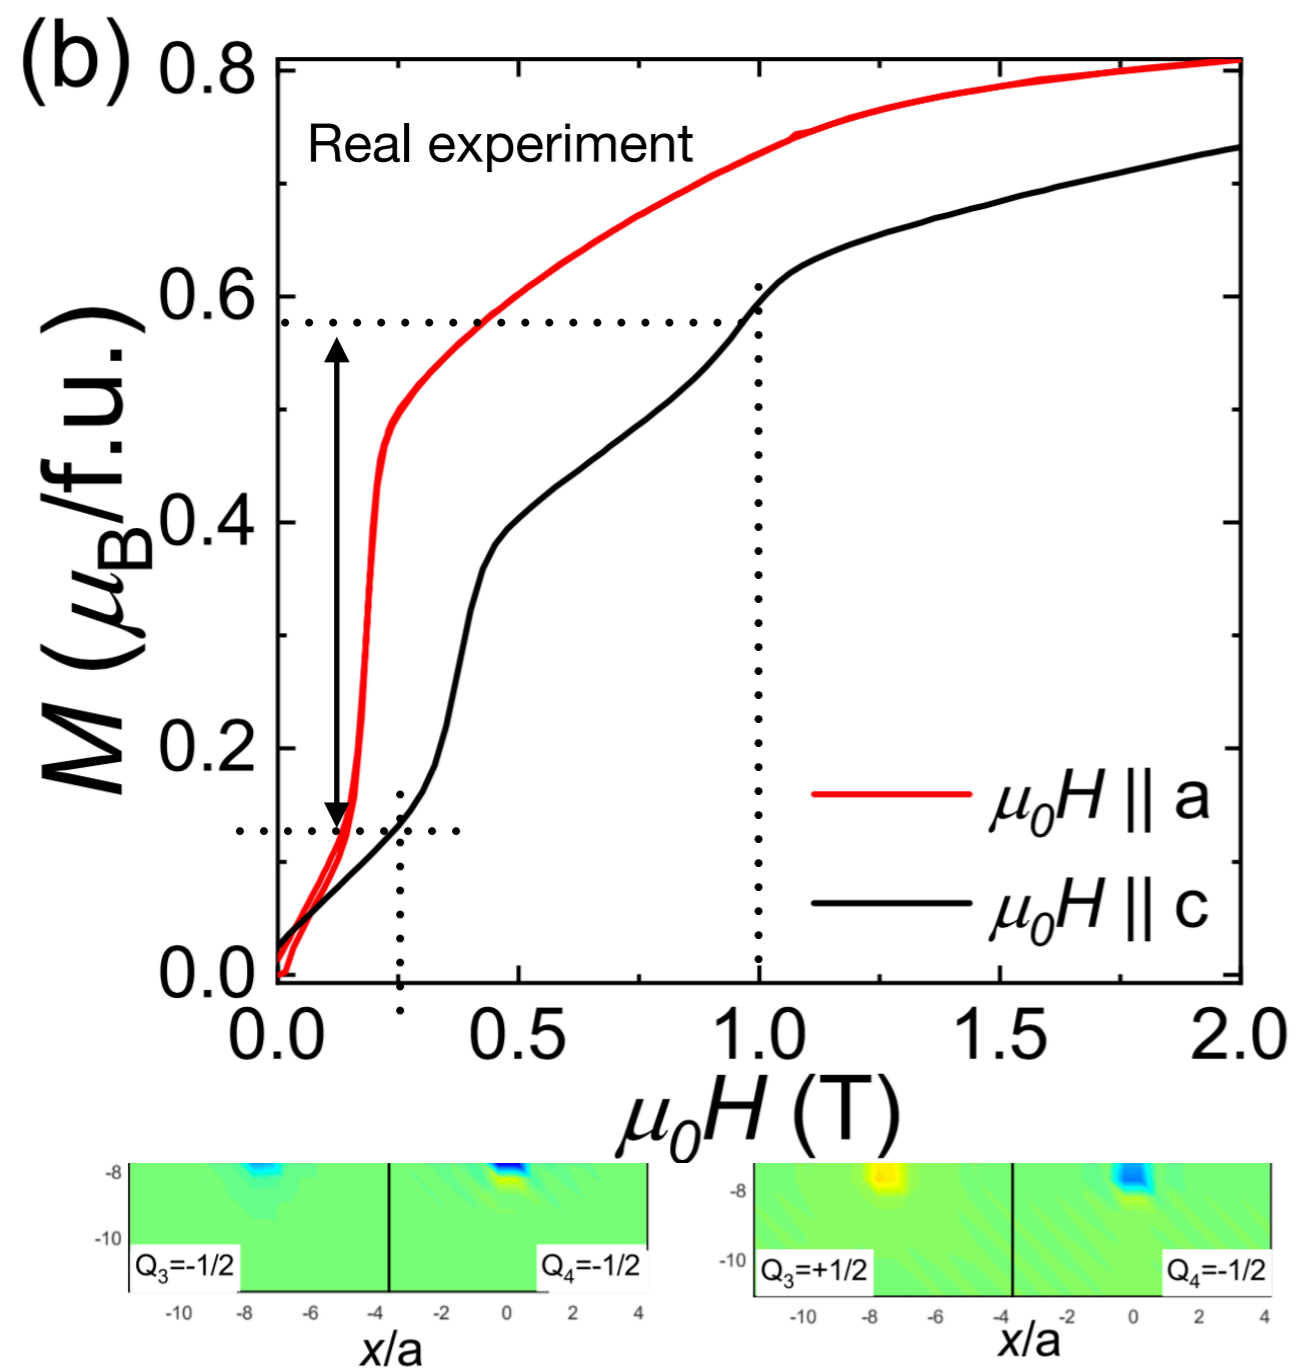 (b)
0.8
Real experiment
0.6
0.4
0.2
0.0
M (μB/f.u.)
μ0H || a
μ0H || c
0.0 0.5 1.0 1.5 2.0
μ0H (T)
-8
-10
Q3=-1/2 Q4=-1/2
-10 -8 -6 -4 -2 0 2 4
x/a
-8
-10
Q3=+1/2 Q4=-1/2
-10 -8 -6 -4 -2 0 2 4
x/a